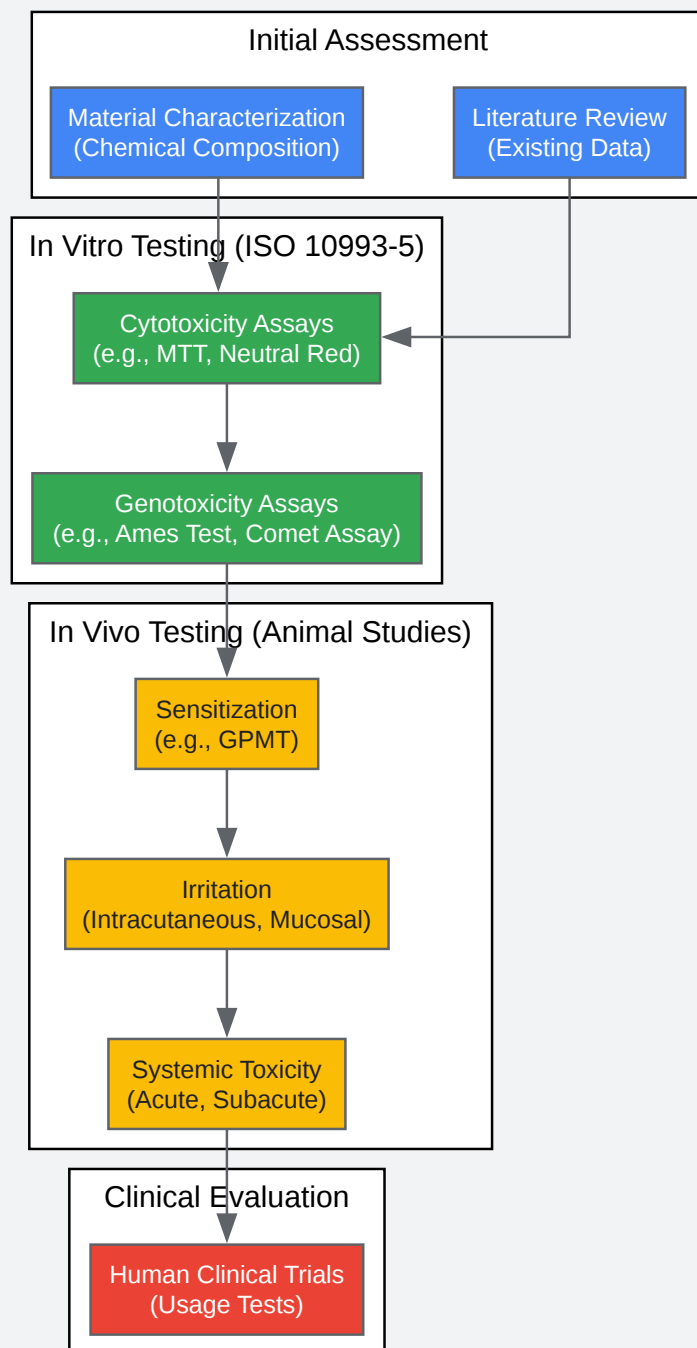 Initial Assessment
Material Characterization
(Chemical Composition)
Literature Review
(Existing Data)
In Vitro Testing (ISO 10993-5)
Cytotoxicity Assays
(e.g., MTT, Neutral Red)
Genotoxicity Assays
(e.g., Ames Test, Comet Assay)
In Vivo Testing (Animal Studies)
Sensitization
(e.g., GPMT)
Irritation
(Intracutaneous, Mucosal)
Systemic Toxicity
(Acute, Subacute)
Clinical Evaluation
Human Clinical Trials
(Usage Tests)